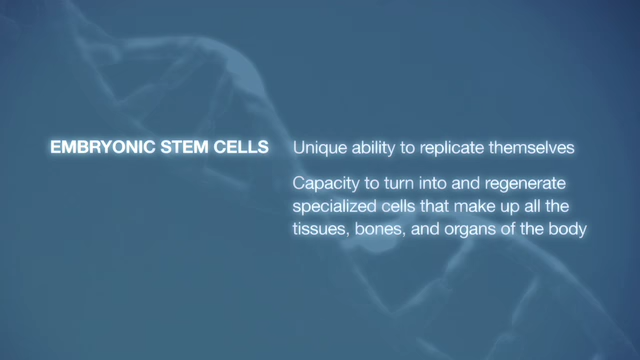 EMBRYONIC STEM CELLS Unique ability to replicate themselves
Capacity to turn into and regenerate
specialized cells that make up all the
tissues, bones, and organs of the body